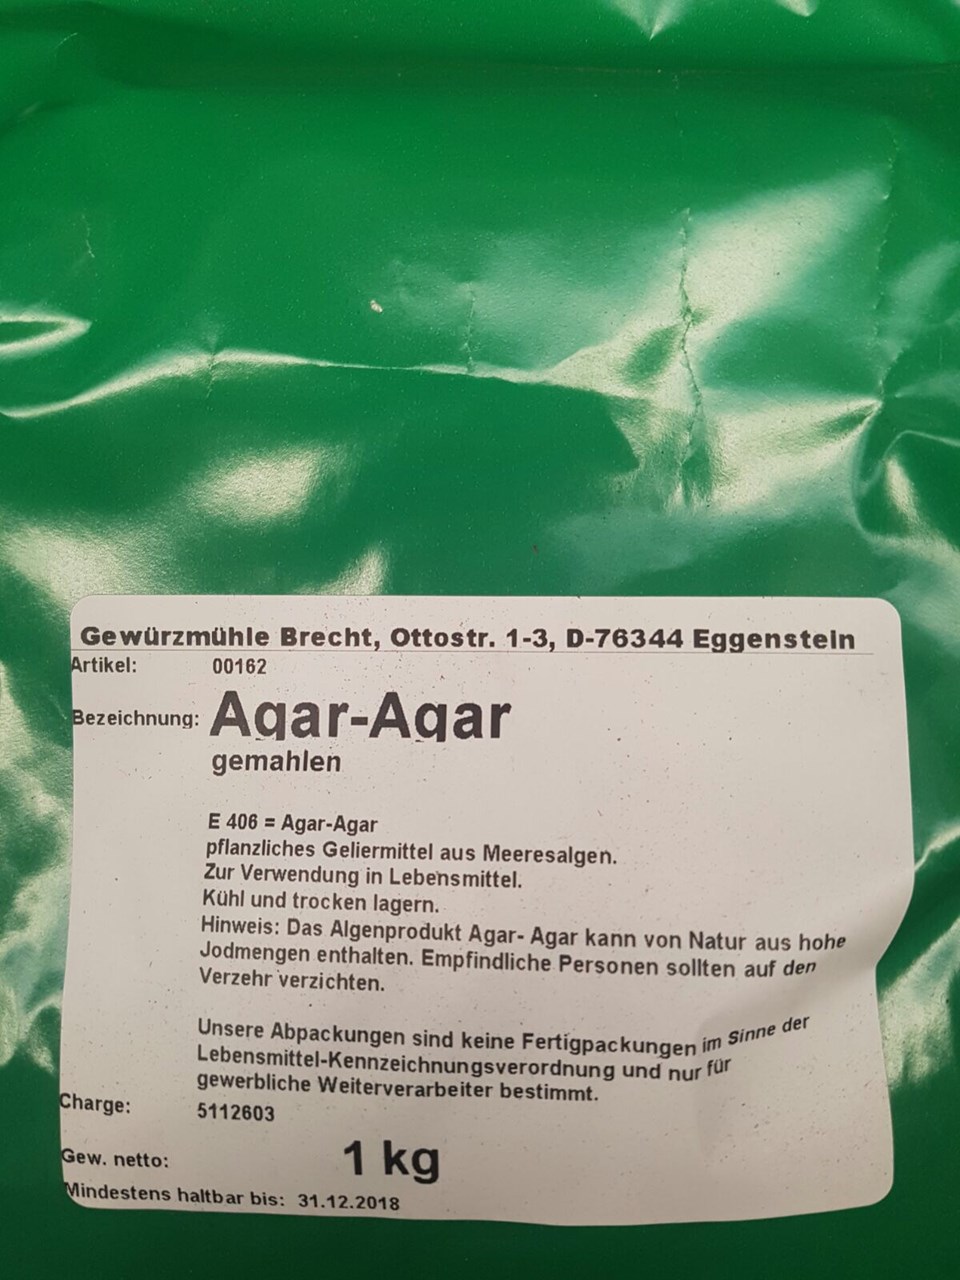 Gewürzmühle Brecht, Ottostr. 1-3, D-76344 Eggenstein
Artikel: 00162
Bezeichnung: Agar-Agar
gemahlen
E 406 = Agar-Agar
pflanzliches Geliermittel aus Meeresalgen.
Zur Verwendung in Lebensmittel.
Kühl und trocken lagern.
Hinweis: Das Algenprodukt Agar- Agar kann von Natur aus hohe
Jodmengen enthalten. Empfindliche Personen sollten auf den
Verzehr verzichten.
Unsere Abpackungen sind keine Fertigpackungen im Sinne der
Lebensmittel-Kennzeichnungsverordnung und nur für
gewerbliche Weiterverarbeiter bestimmt.
Charge: 5112603
Gew. netto: 1 kg
Mindestens haltbar bis: 31.12.2018